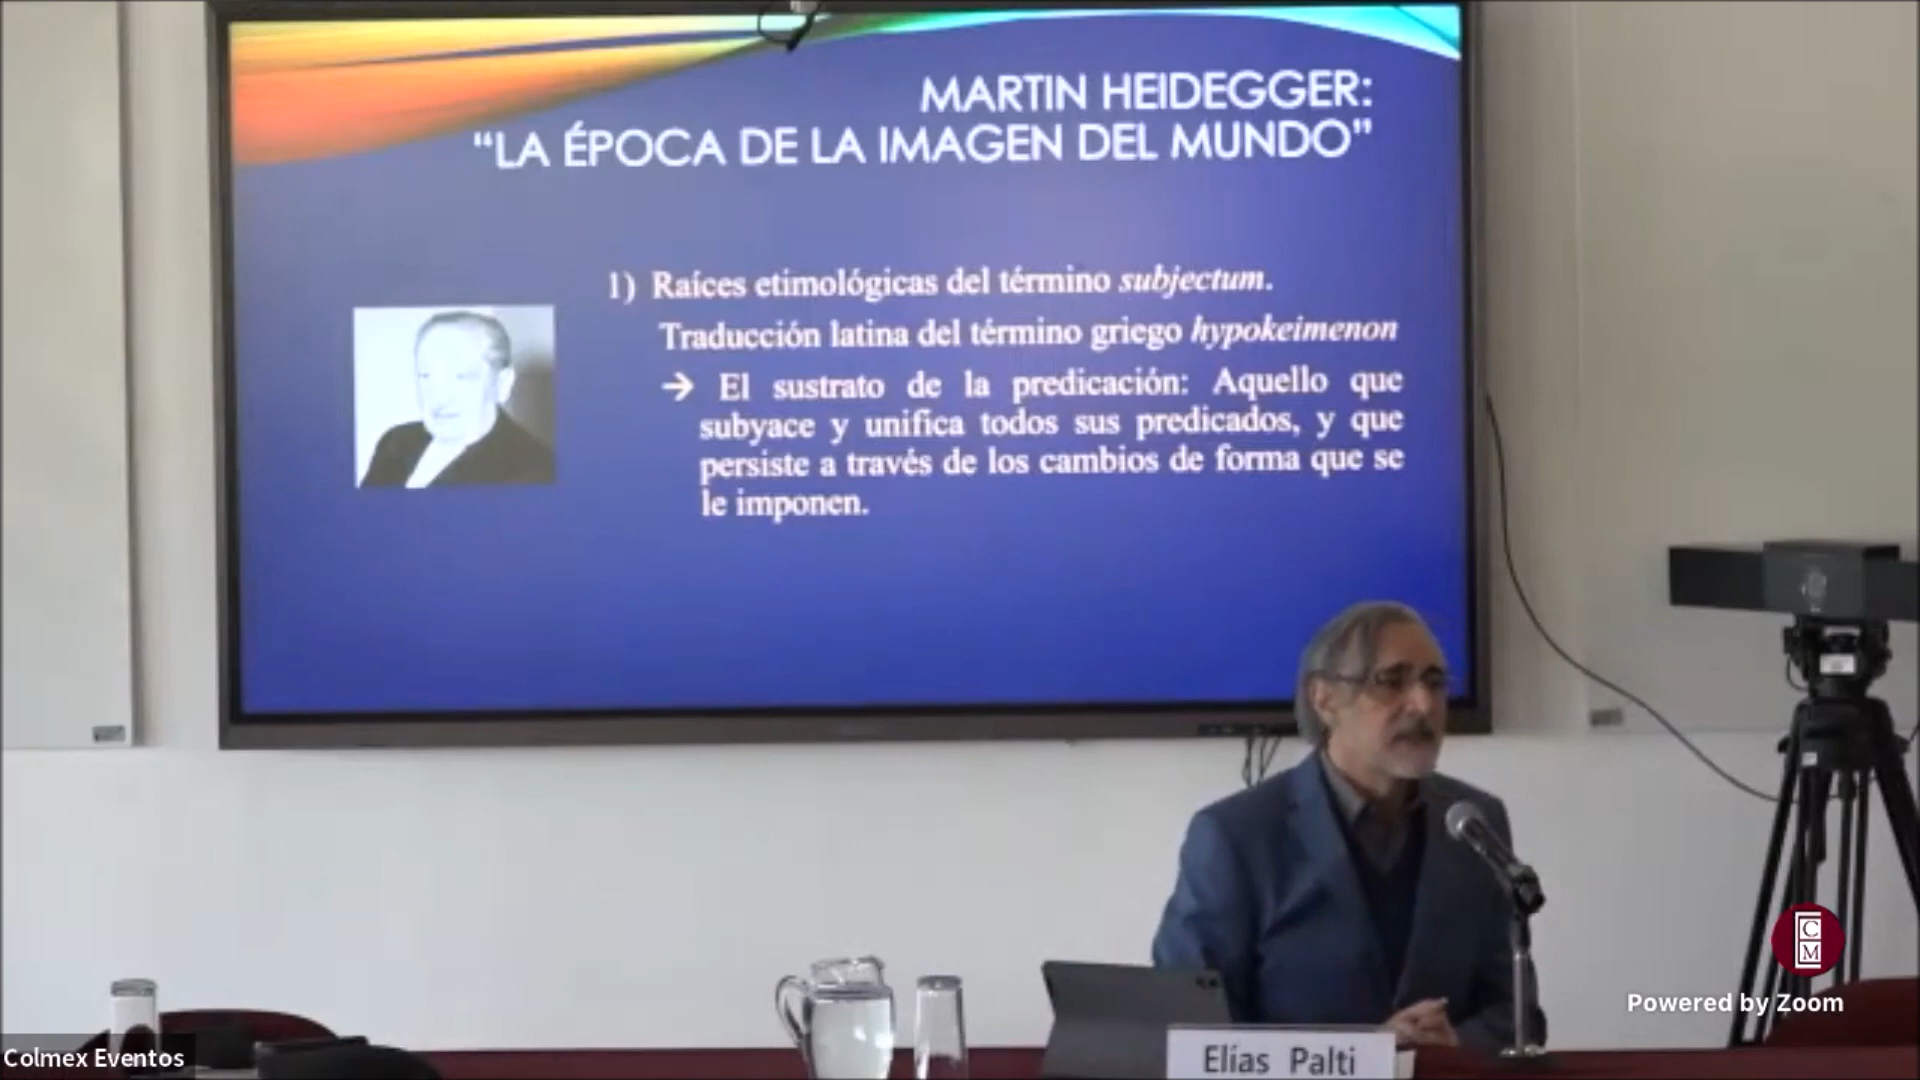 MARTIN HEIDEGGER:
“LA ÉPOCA DE LA IMAGEN DEL MUNDO”
1) Raíces etimológicas del término subjectum.
Traducción latina del término griego hypokeimenon
→ El sustrato de la predicación: Aquello que
subyace y unifica todos sus predicados, y que
persiste a través de los cambios de forma que se
le imponen.
C
M
Powered by Zoom
Colmex Eventos
Elías Palti